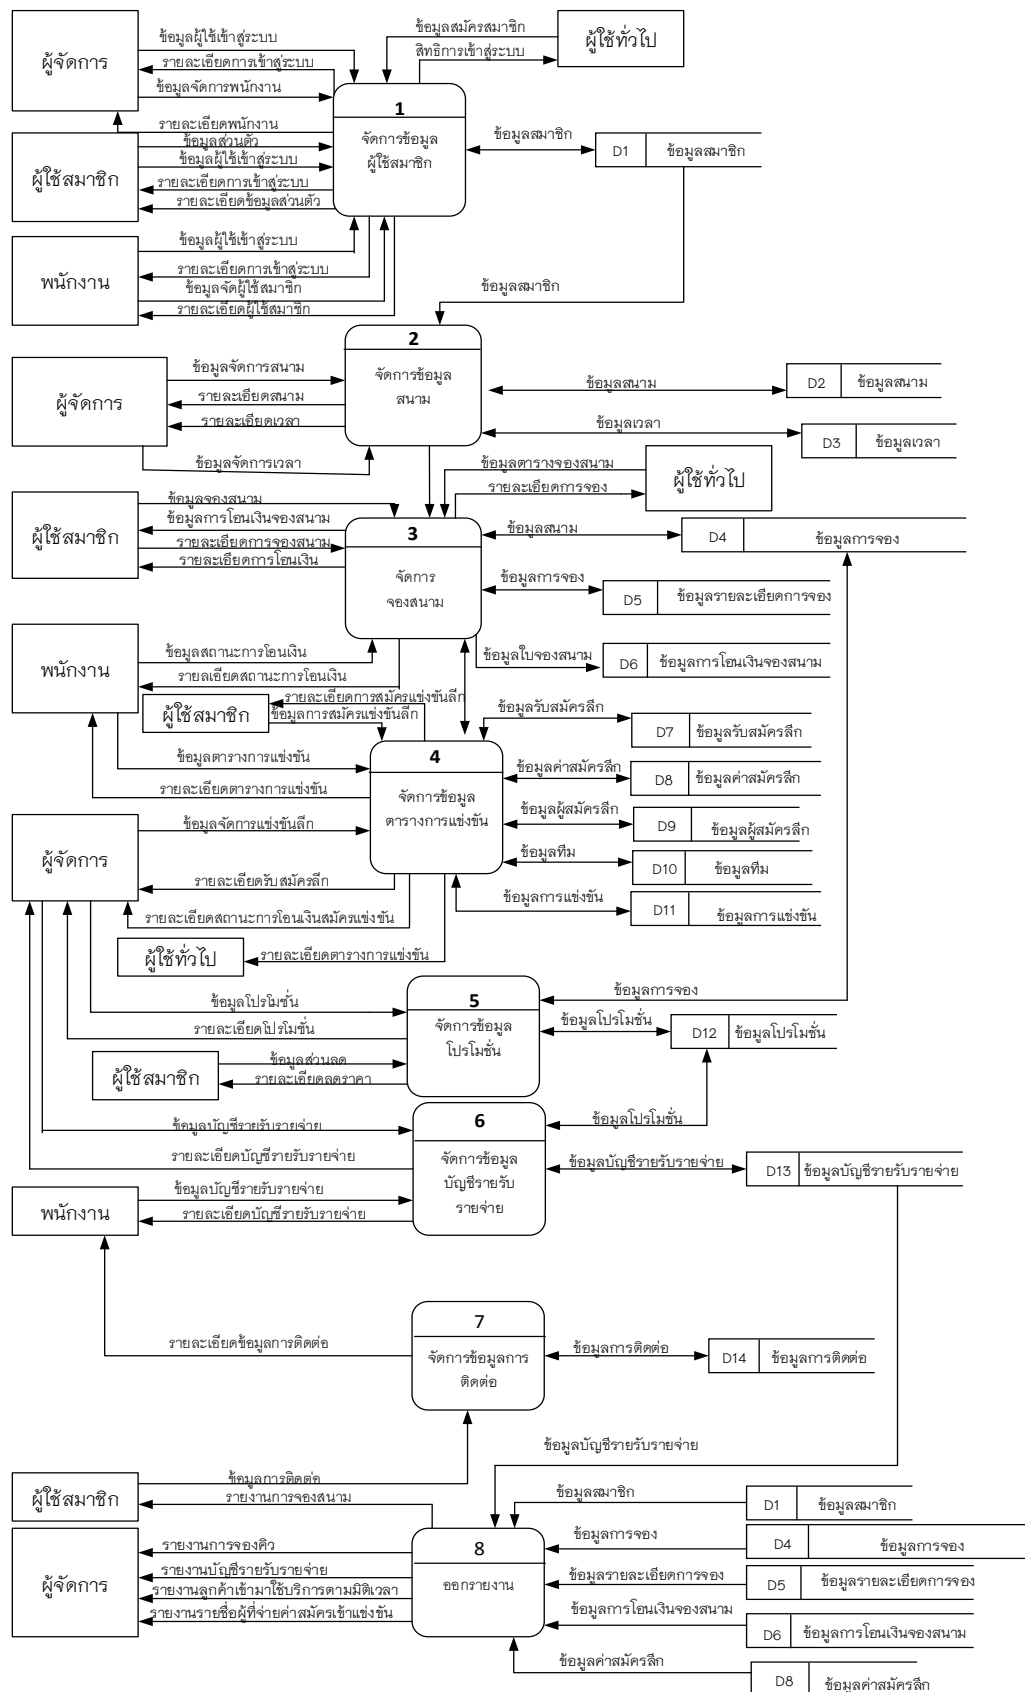 ข้อมูลสมัครสมาชิก
ผู้ใช้ทั่วไป
สิทธิการเข้าสู่ระบบ
ผู้จัดการ
ข้อมูลผู้ใช้เข้าสู่ระบบ
รายละเอียดการเข้าสู่ระบบ
ข้อมูลจัดการพนักงาน
รายละเอียดพนักงาน
1
จัดการข้อมูล
ผู้ใช้สมาชิก
ข้อมูลสมาชิก
D1 ข้อมูลสมาชิก
ผู้ใช้สมาชิก
ข้อมูลส่วนตัว
ข้อมูลผู้ใช้เข้าสู่ระบบ
รายละเอียดการเข้าสู่ระบบ
รายละเอียดข้อมูลส่วนตัว
พนักงาน
ข้อมูลผู้ใช้เข้าสู่ระบบ
รายละเอียดการเข้าสู่ระบบ
ข้อมูลจัดผู้ใช้สมาชิก
รายละเอียดผู้ใช้สมาชิก
ข้อมูลสมาชิก
2
จัดการข้อมูล
สนาม
ผู้จัดการ
ข้อมูลจัดการสนาม
รายละเอียดสนาม
รายละเอียดเวลา
ข้อมูลจัดการเวลา
ข้อมูลสนาม
D2 ข้อมูลสนาม
ข้อมูลเวลา
D3 ข้อมูลเวลา
ข้อมูลตารางจองสนาม
รายละเอียดการจอง
ผู้ใช้ทั่วไป
ผู้ใช้สมาชิก
ข้อมูลจองสนาม
ข้อมูลการโอนเงินจองสนาม
รายละเอียดการจองสนาม
รายละเอียดการโอนเงิน
3
จัดการ
จองสนาม
ข้อมูลสนาม
D4 ข้อมูลการจอง
ข้อมูลการจอง
D5 ข้อมูลรายละเอียดการจอง
ข้อมูลใบจองสนาม
D6 ข้อมูลการโอนเงินจองสนาม
พนักงาน
ข้อมูลสถานะการโอนเงิน
รายลเอียดสถานะการโอนเงิน
ผู้ใช้สมาชิก
รายละเอียดการสมัครแข่งขันลีก
ข้อมูลการสมัครแข่งขันลีก
ข้อมูลตารางการแข่งขัน
รายละเอียดตารางการแข่งขัน
4
จัดการข้อมูล
ตารางการแข่งขัน
ข้อมูลรับสมัครลีก
D7 ข้อมูลรับสมัครลีก
ข้อมูลค่าสมัครลีก
D8 ข้อมูลค่าสมัครลีก
ข้อมูลผู้สมัครลีก
D9 ข้อมูลผู้สมัครลีก
ข้อมูลทีม
D10 ข้อมูลทีม
ข้อมูลการแข่งขัน
D11 ข้อมูลการแข่งขัน
ผู้จัดการ
ข้อมูลจัดการแข่งขันลีก
รายละเอียดรับสมัครลีก
รายละเอียดสถานะการโอนเงินสมัครแข่งขัน
ผู้ใช้ทั่วไป
รายละเอียดตารางการแข่งขัน
5
จัดการข้อมูล
โปรโมชั่น
ข้อมูลโปรโมชั่น
รายละเอียดโปรโมชั่น
ข้อมูลการจอง
ข้อมูลโปรโมชั่น
D12 ข้อมูลโปรโมชั่น
ผู้ใช้สมาชิก
ข้อมูลส่วนลด
รายละเอียดลดราคา
6
จัดการข้อมูล
บัญชีรายรับ
รายจ่าย
ข้อมูลโปรโมชั่น
ข้อมูลบัญชีรายรับรายจ่าย
รายละเอียดบัญชีรายรับรายจ่าย
ข้อมูลบัญชีรายรับรายจ่าย
D13 ข้อมูลบัญชีรายรับรายจ่าย
พนักงาน
ข้อมูลบัญชีรายรับรายจ่าย
รายละเอียดบัญชีรายรับรายจ่าย
7
จัดการข้อมูลการ
ติดต่อ
รายละเอียดข้อมูลการติดต่อ
ข้อมูลการติดต่อ
D14 ข้อมูลการติดต่อ
ข้อมูลบัญชีรายรับรายจ่าย
ผู้ใช้สมาชิก
ข้อมูลการติดต่อ
รายงานการจองสนาม
ข้อมูลสมาชิก
D1 ข้อมูลสมาชิก
8
ออกรายงาน
ผู้จัดการ
รายงานการจองคิว
รายงานบัญชีรายรับรายจ่าย
รายงานลูกค้าเข้ามาใช้บริการตามมิติเวลา
รายงานรายชื่อผู้ที่จ่ายค่าสมัครเข้าแข่งขัน
ข้อมูลการจอง
D4 ข้อมูลการจอง
ข้อมูลรายละเอียดการจอง
D5 ข้อมูลรายละเอียดการจอง
ข้อมูลการโอนเงินจองสนาม
D6 ข้อมูลการโอนเงินจองสนาม
ข้อมูลค่าสมัครลีก
D8 ข้อมูลค่าสมัครลีก